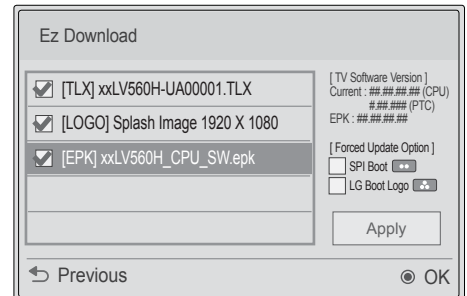 Ez Download
[TLX] xxLV560H-UA00001.TLX
[LOGO] Splash Image 1920 X 1080
[EPK] xxLV560H_CPU_SW.epk
[ TV Software Version ]
Current : ##.##.##.## (CPU)
#.##.### (PTC)
EPK : ##.##.##.##
[ Forced Update Option ]
SPI Boot
LG Boot Logo
Apply
Previous
OK